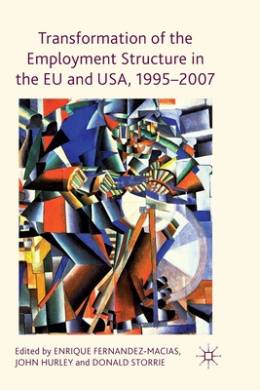 Transformation of the
Employment Structure in
the EU and USA, 1995–2007
Edited by ENRIQUE FERNANDEZ-MACIAS,
JOHN HURLEY and DONALD STORRIE